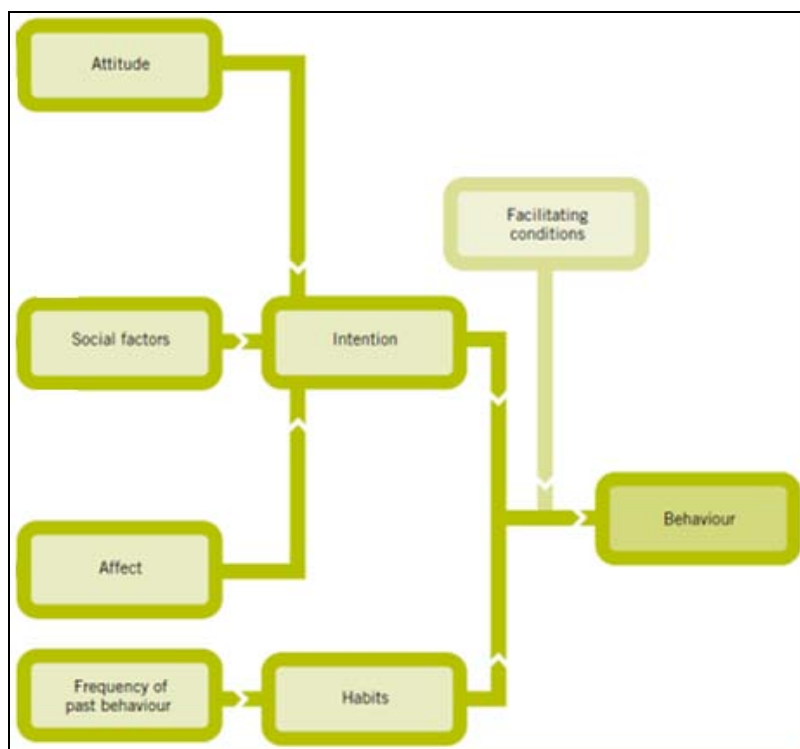 Attitude
Facilitating
conditions
Social factors
Intention
Behaviour
Affect
Frequency of
past behaviour
Habits